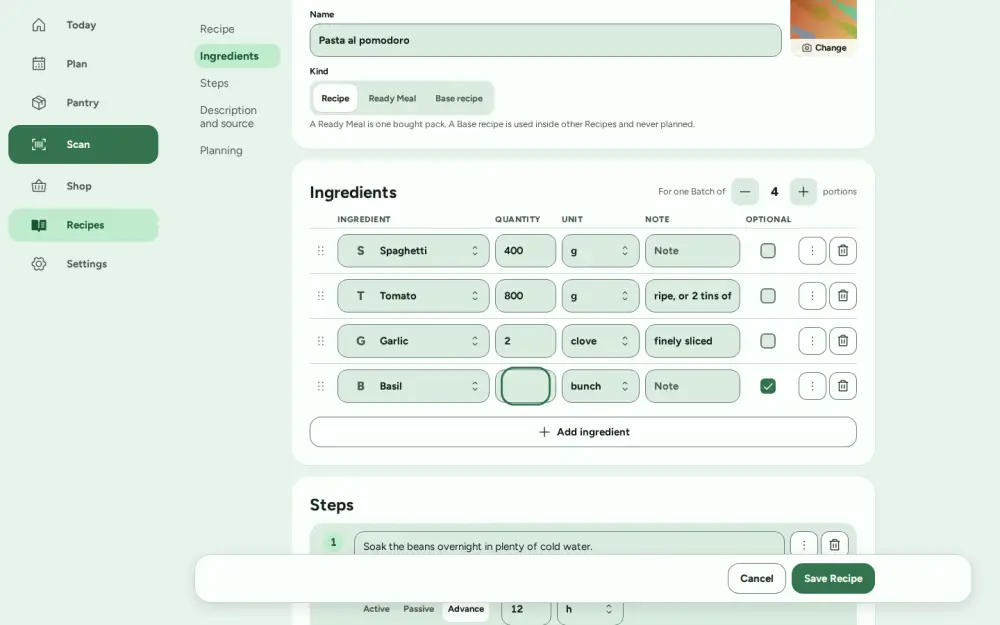 Today
Plan
Pantry
Scan
Shop
Recipes
Settings
Recipe
Ingredients
Steps
Description
and source
Planning
Name
Pasta al pomodoro
Change
Kind
Recipe Ready Meal Base recipe
A Ready Meal is one bought pack. A Base recipe is used inside other Recipes and never planned.
Ingredients
For one Batch of 4 portions
INGREDIENT QUANTITY UNIT NOTE OPTIONAL
S Spaghetti 400 g Note
T Tomato 800 g ripe, or 2 tins of
G Garlic 2 clove finely sliced
B Basil bunch Note
Add ingredient
Steps
1 Soak the beans overnight in plenty of cold water.
Cancel Save Recipe
Active Passive Advance 12 h